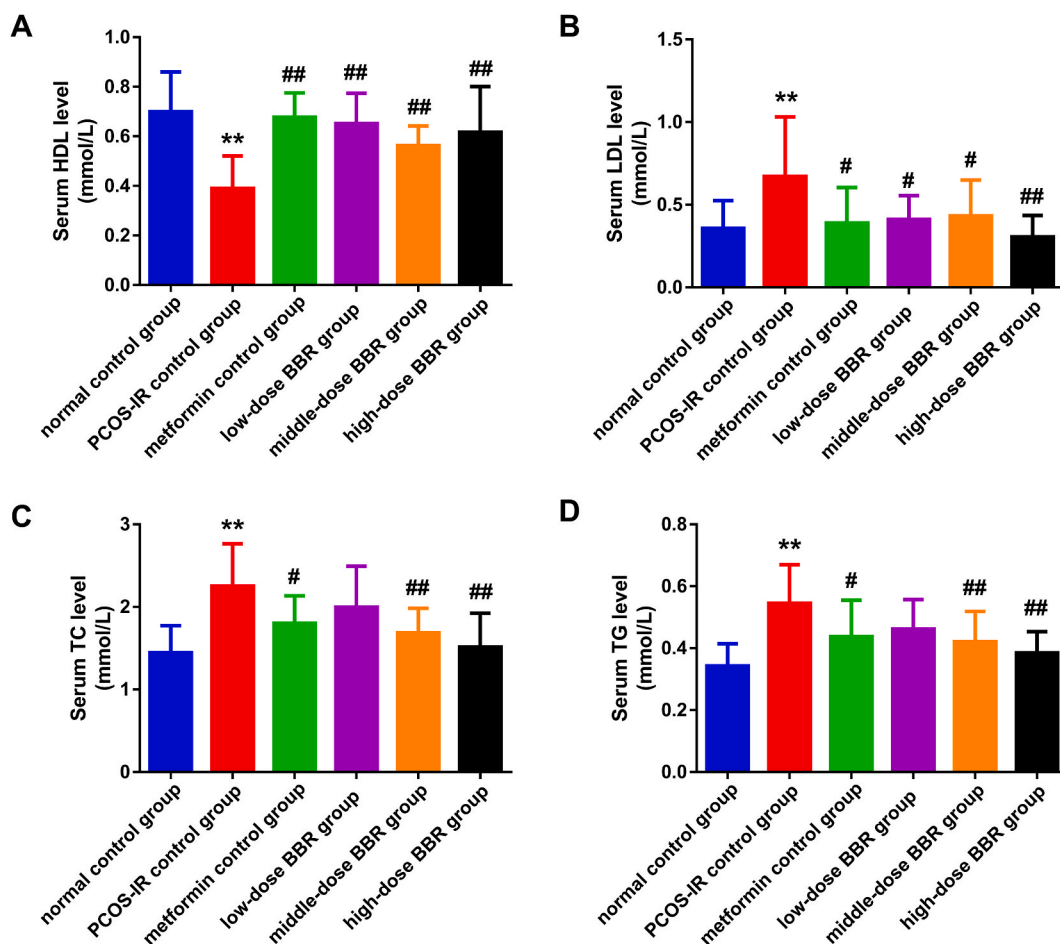 A
Serum HDL level
(mmol/L)
1.0
0.8
0.6
0.4
0.2
0.0
**
##
##
##
##
normal control group
PCOS-IR control group
metformin control group
low-dose BBR group
middle-dose BBR group
high-dose BBR group
B
Serum LDL level
(mmol/L)
1.5
1.0
0.5
0.0
**
#
#
#
##
normal control group
PCOS-IR control group
metformin control group
low-dose BBR group
middle-dose BBR group
high-dose BBR group
C
Serum TC level
(mmol/L)
3
2
1
0
**
#
##
##
normal control group
PCOS-IR control group
metformin control group
low-dose BBR group
middle-dose BBR group
high-dose BBR group
D
Serum TG level
(mmol/L)
0.8
0.6
0.4
0.2
0.0
**
#
##
##
normal control group
PCOS-IR control group
metformin control group
low-dose BBR group
middle-dose BBR group
high-dose BBR group